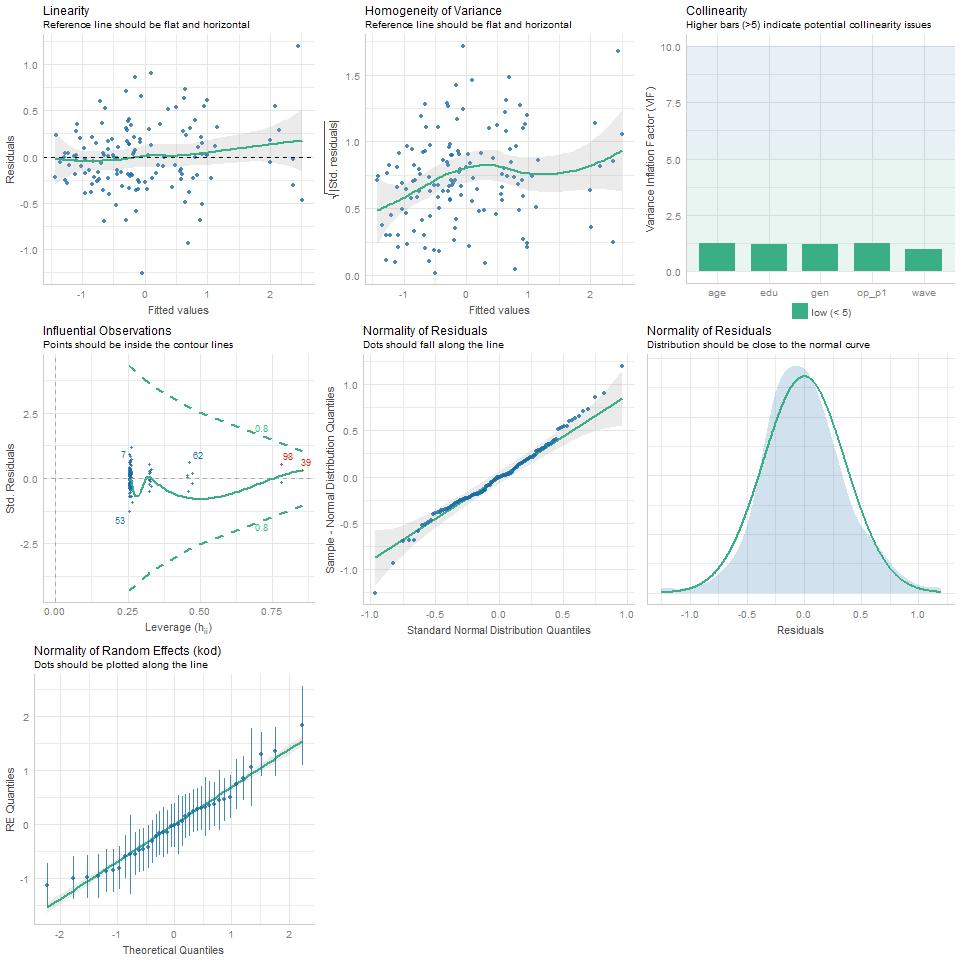 Linearity
Reference line should be flat and horizontal
Residuals
1.0
0.5
0.0
-0.5
-1.0
-1
0
1
2
Fitted values
Homogeneity of Variance
Reference line should be flat and horizontal
√|Std. residuals|
1.5
1.0
0.5
0.0
-1
0
1
2
Fitted values
Collinearity
Higher bars (>5) indicate potential collinearity issues
Variance Inflation Factor (VIF)
10.0
7.5
5.0
2.5
0.0
age
edu
gen
op_p1
wave
low (< 5)
Influential Observations
Points should be inside the contour lines
Std. Residuals
2.5
0.0
-2.5
0.8
0.8
7
53
62
98
39
0.00
0.25
0.50
0.75
Leverage (hii)
Normality of Residuals
Dots should fall along the line
Sample - Normal Distribution Quantiles
1.0
0.5
0.0
-0.5
-1.0
-1.0
-0.5
0.0
0.5
1.0
Standard Normal Distribution Quantiles
Normality of Residuals
Distribution should be close to the normal curve
-1.0
-0.5
0.0
0.5
1.0
Residuals
Normality of Random Effects (kod)
Dots should be plotted along the line
RE Quantiles
2
1
0
-1
-2
-1
0
1
2
Theoretical Quantiles